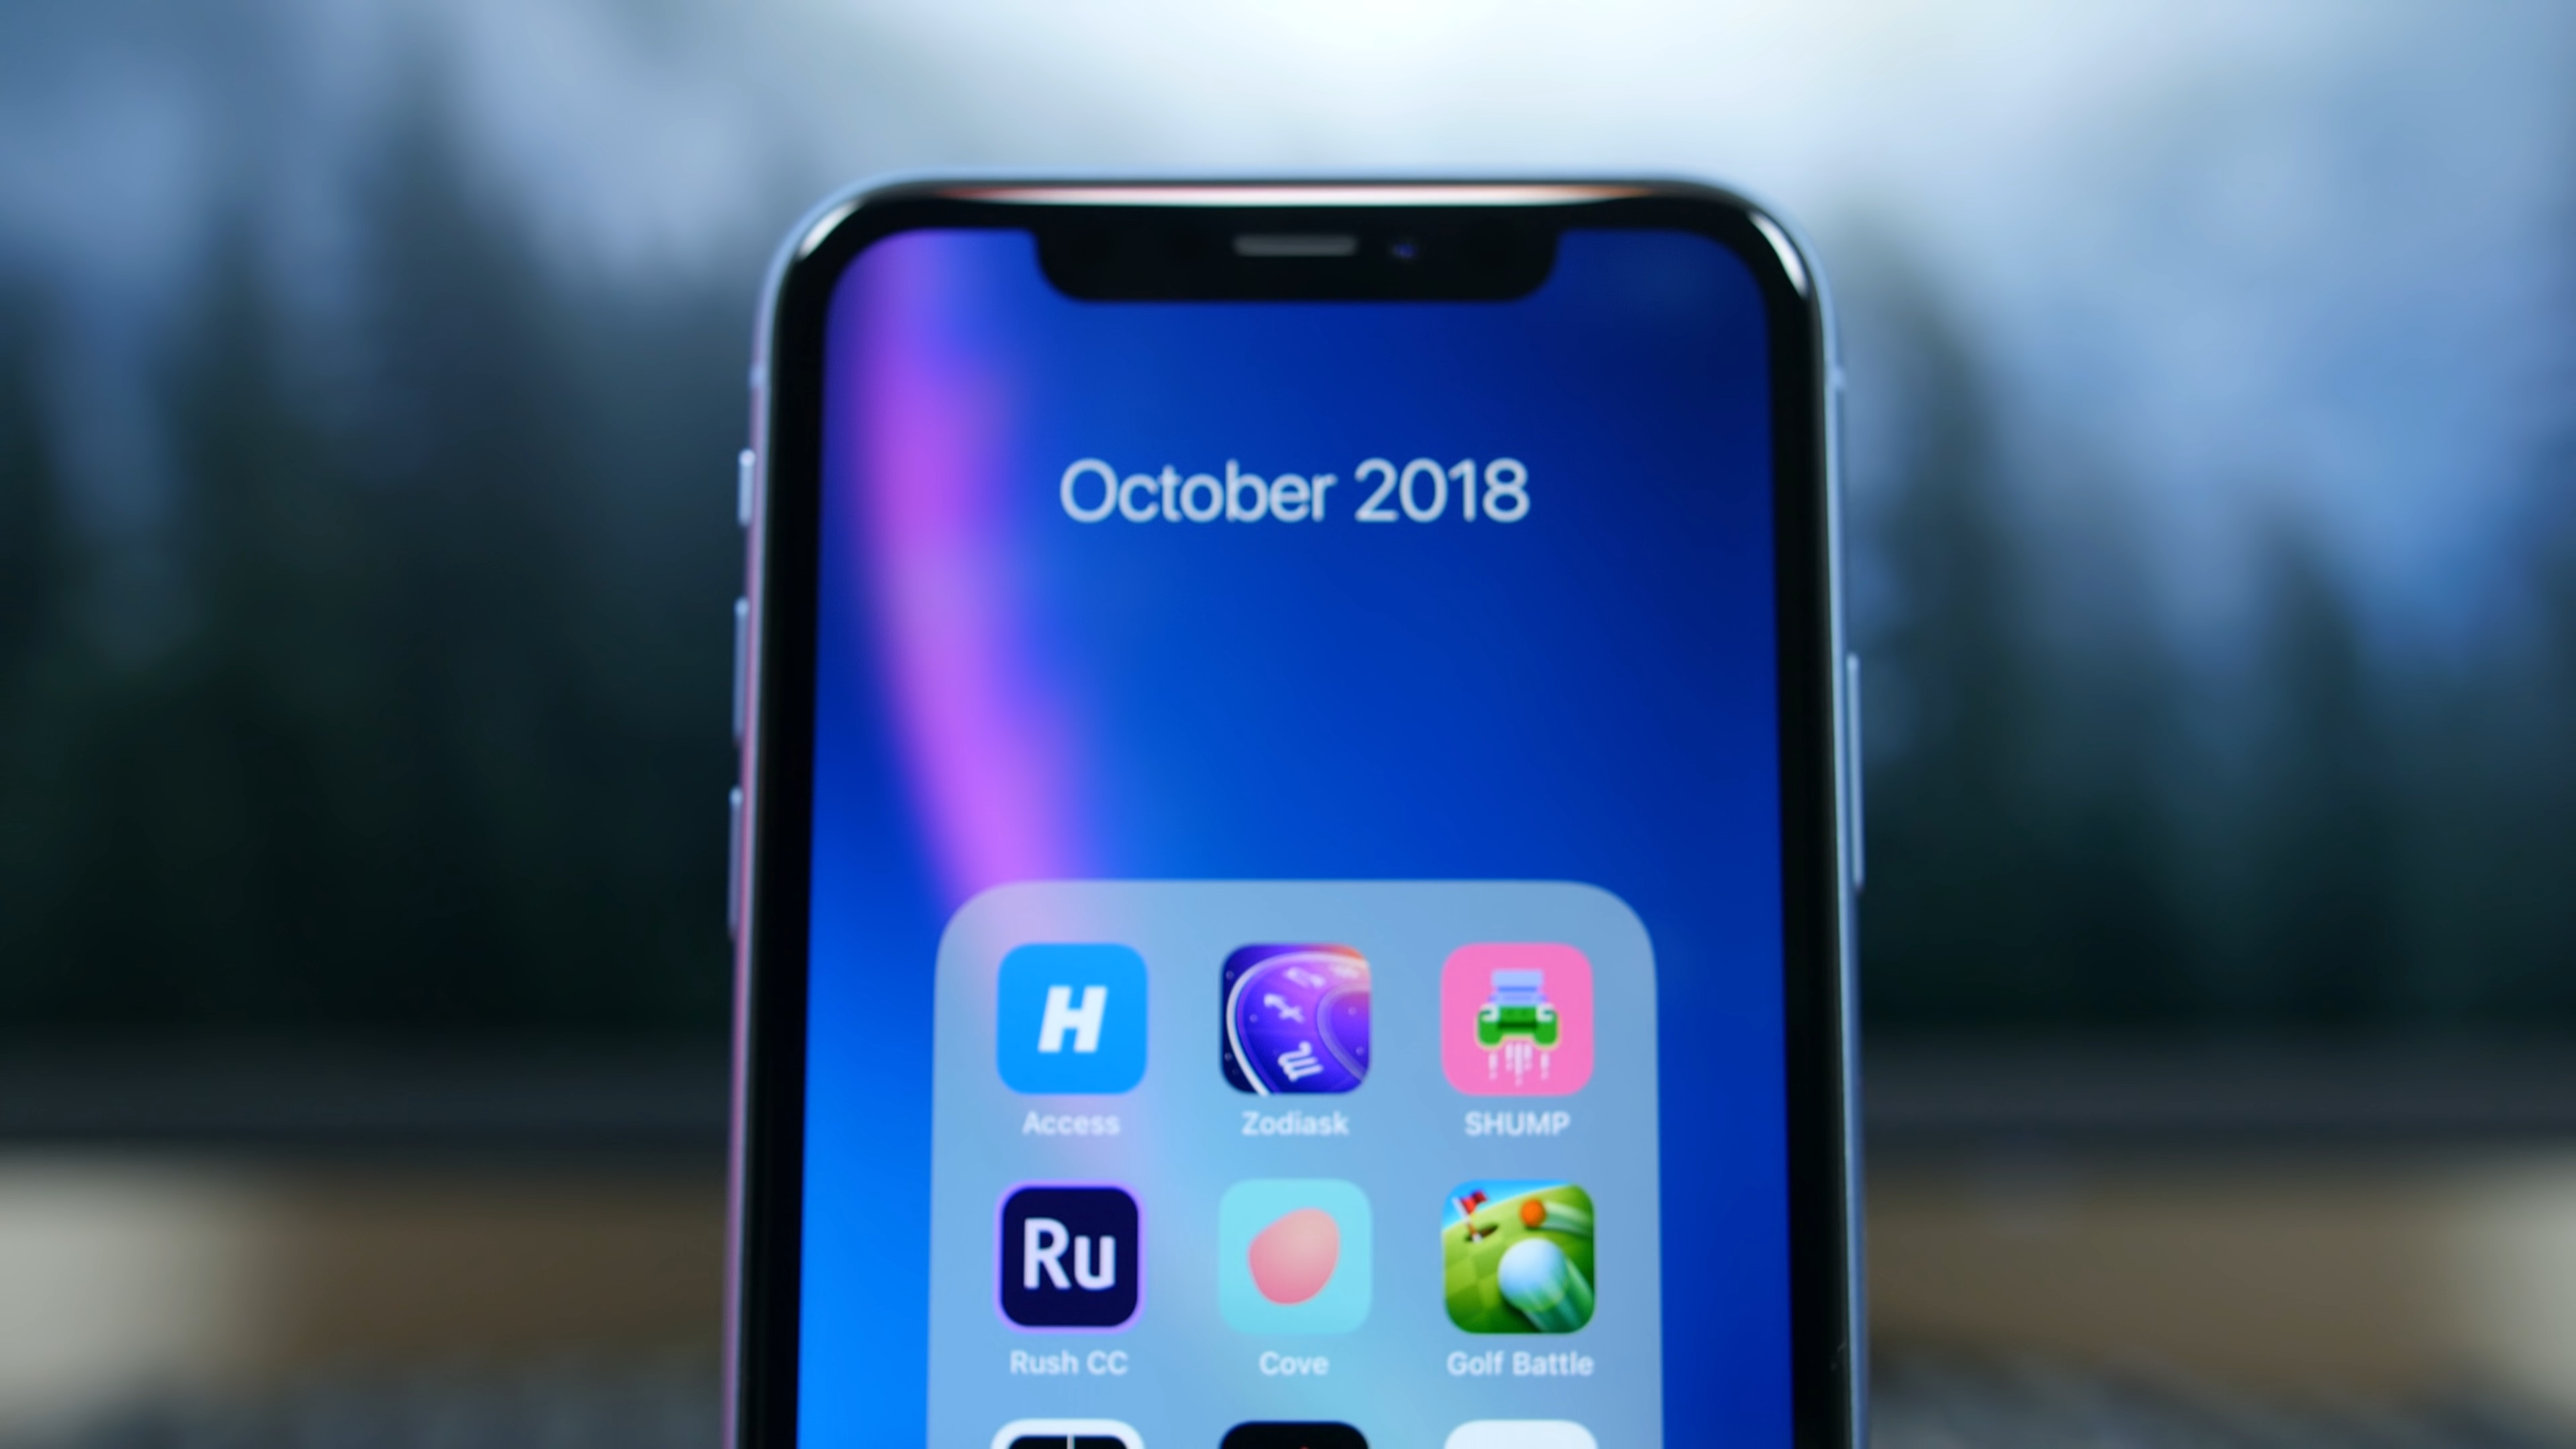 October 2018
H
Access
Zodiask
SHUMP
Ru
Rush CC
Cove
Golf Battle